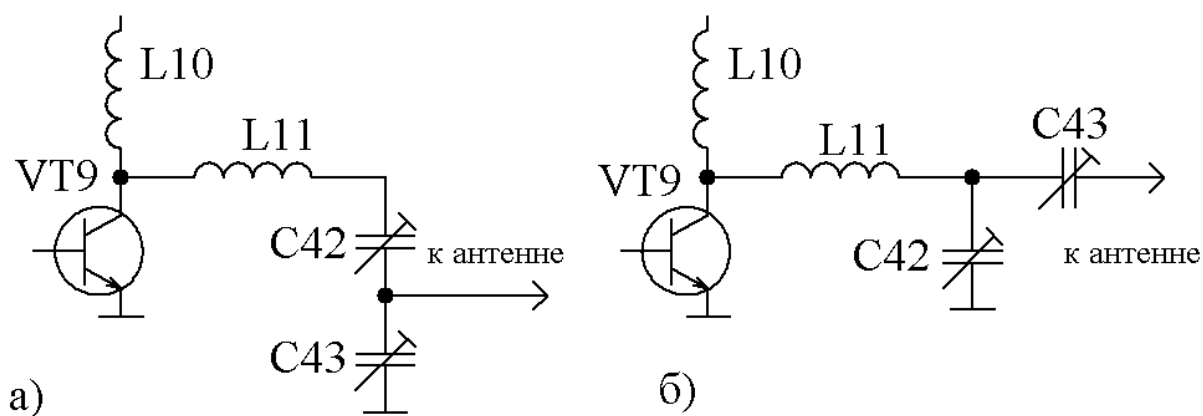 L10
L11
VT9
C42
к антенне
C43
а)
L10
C43
L11
VT9
C42
к антенне
б)